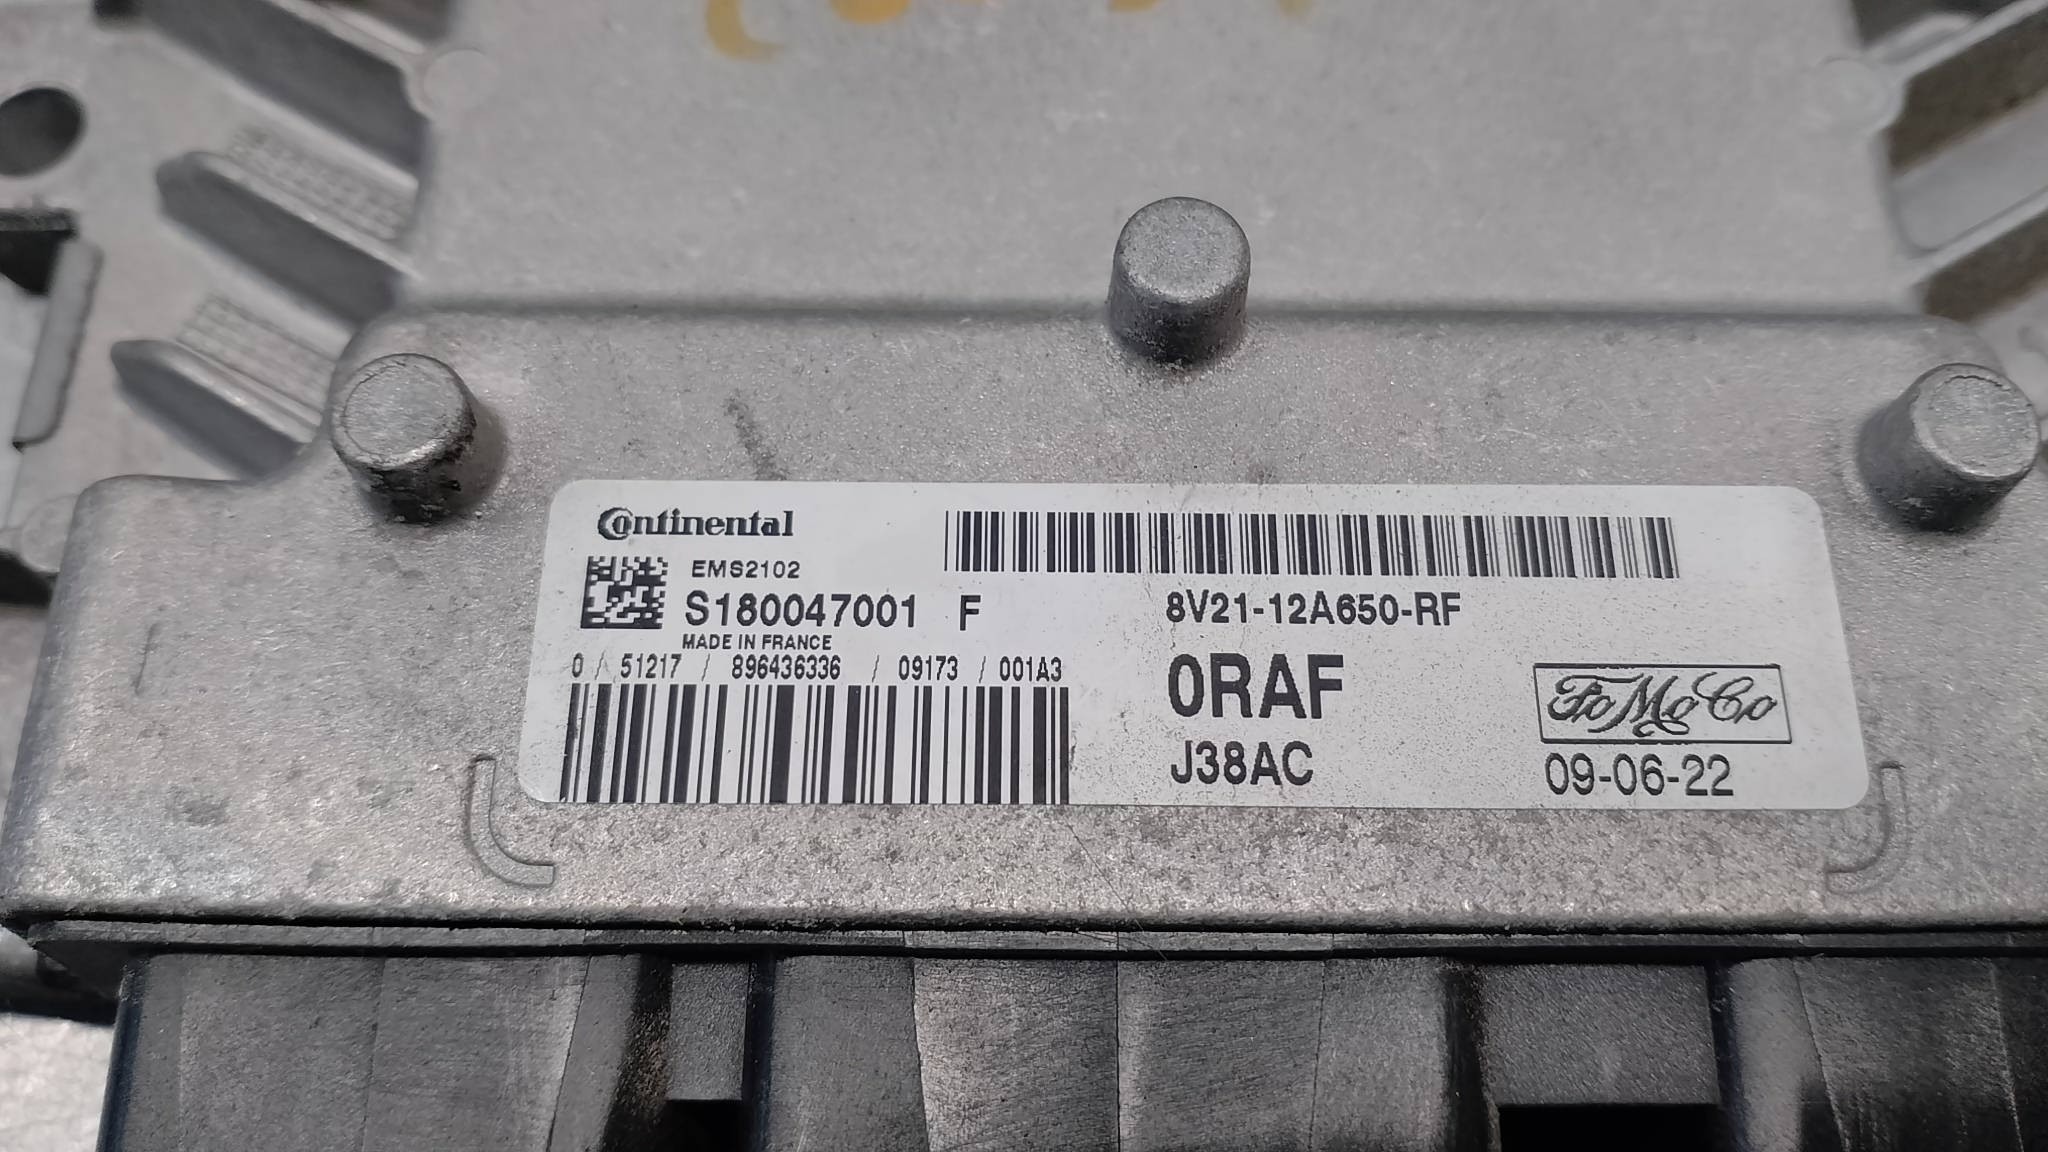 Continental
EMS2102
S180047001 F
MADE IN FRANCE
0 / 51217 / 896436336 / 09173 / 001A3
8V21-12A650-RF
0RAF
J38AC
FoMoCo
09-06-22